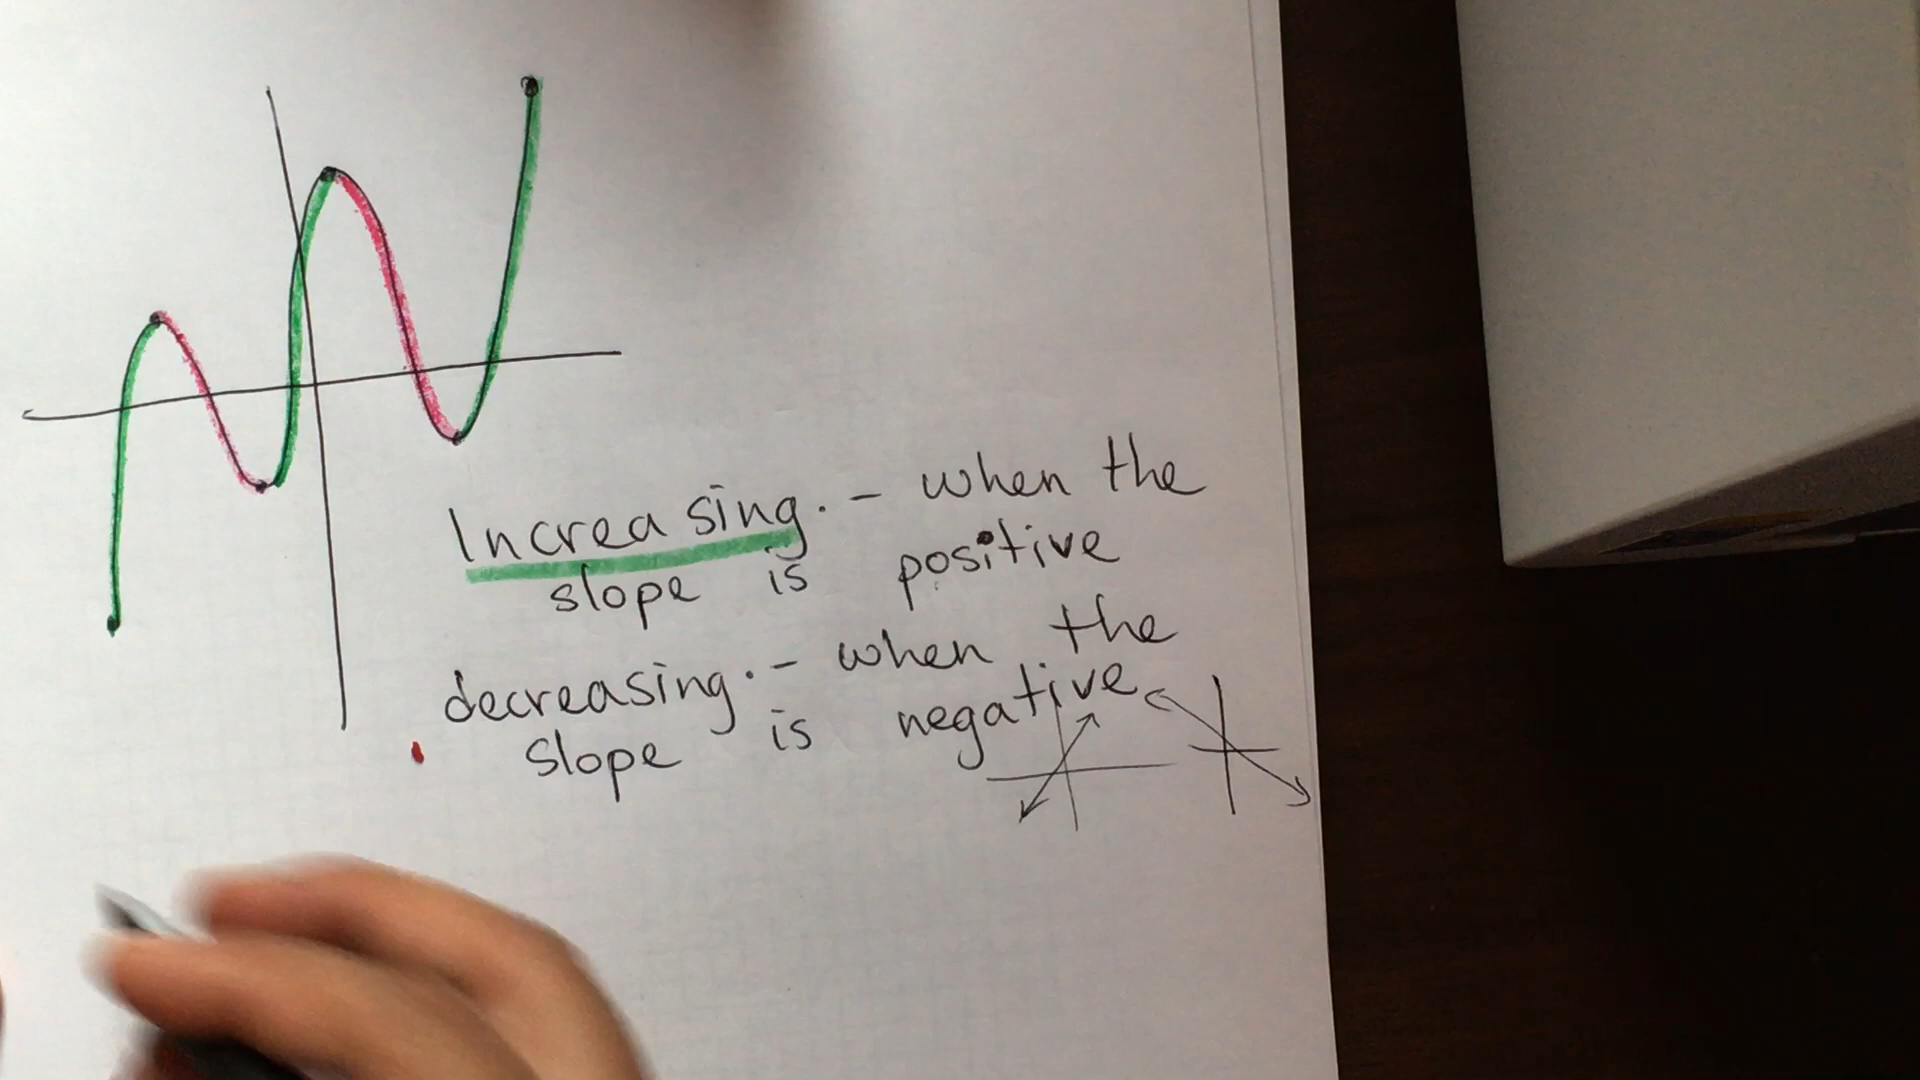 Increasing. - when the
slope is positive
decreasing. - when the
slope is negative